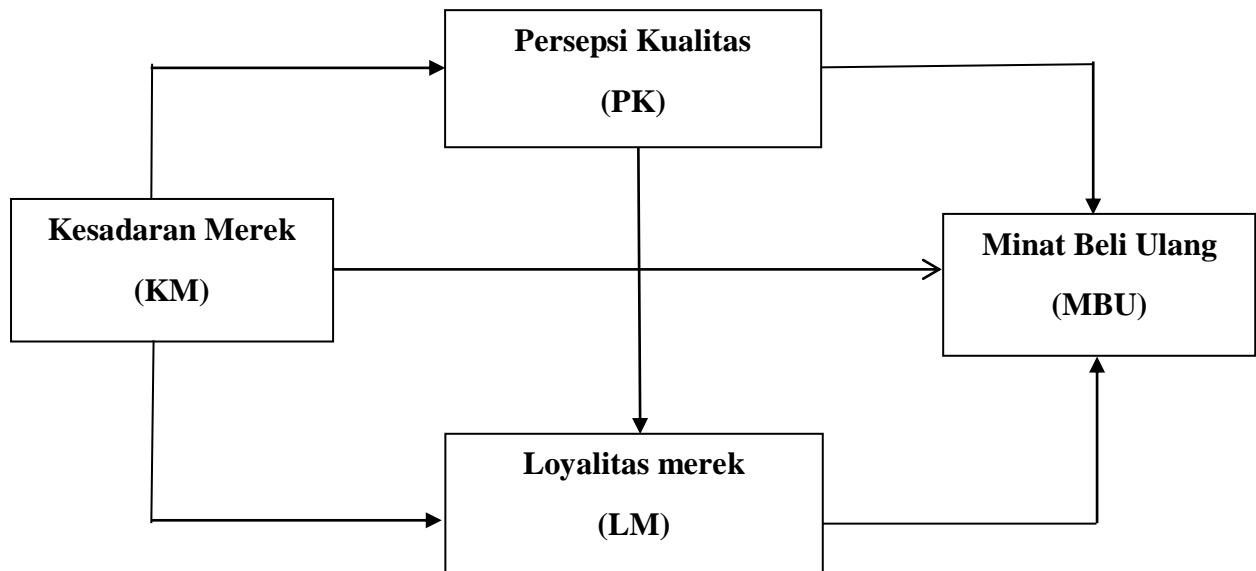 Persepsi Kualitas
(PK)
Kesadaran Merek
(KM)
Minat Beli Ulang
(MBU)
Loyalitas merek
(LM)